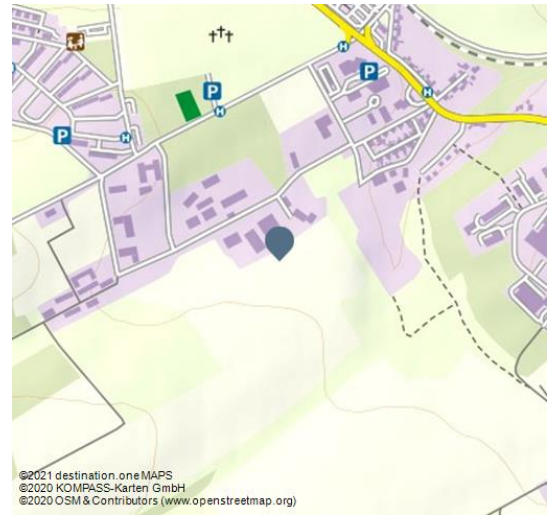 P
H
P
H
P
H
H
©2021 destination.one MAPS
©2020 KOMPASS-Karten GmbH
©2020 OSM & Contributors (www.openstreetmap.org)